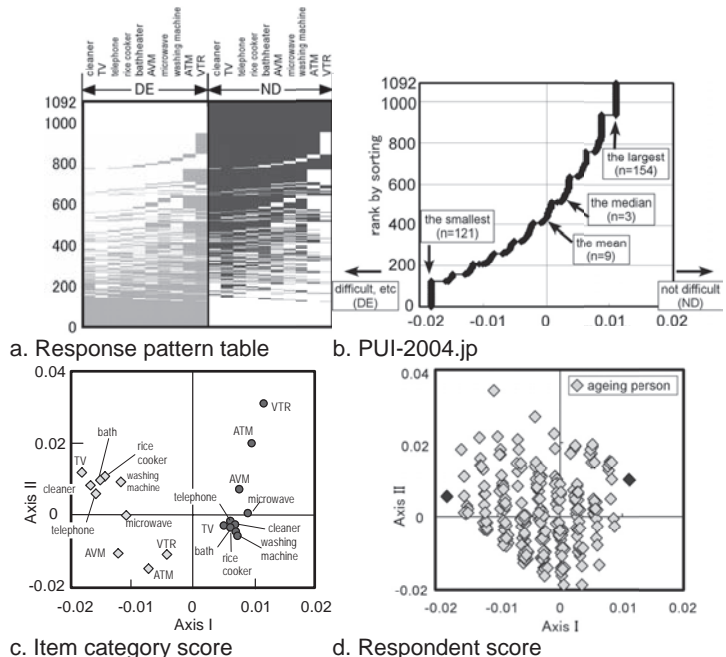 cleaner
TV
telephone
rice cooker
bathheater
AVM
microwave
washing machine
ATM
VTR
cleaner
TV
telephone
rice cooker
bathheater
AVM
microwave
washing machine
ATM
VTR
DE ND
1092
1000
800
600
400
200
0
a. Response pattern table
1092
1000
800
600
400
200
0
rank by sorting
the largest
(n=154)
the median
(n=3)
the smallest
(n=121)
the mean
(n=9)
difficult, etc
(DE)
not difficult
(ND)
-0.02 -0.01 0 0.01 0.02
b. PUI-2004.jp
0.04
0.02
0
-0.02
Axis II
VTR
ATM
bath
rice
cooker
TV
washing
machine
cleaner
AVM
telephone
microwave
telephone
microwave
TV
cleaner
washing
machine
bath
rice
cooker
AVM
VTR
ATM
-0.02 -0.01 0 0.01 0.02
Axis I
c. Item category score
0.04
0.02
0
-0.02
Axis II
ageing person
-0.02 -0.01 0 0.01 0.02
Axis I
d. Respondent score